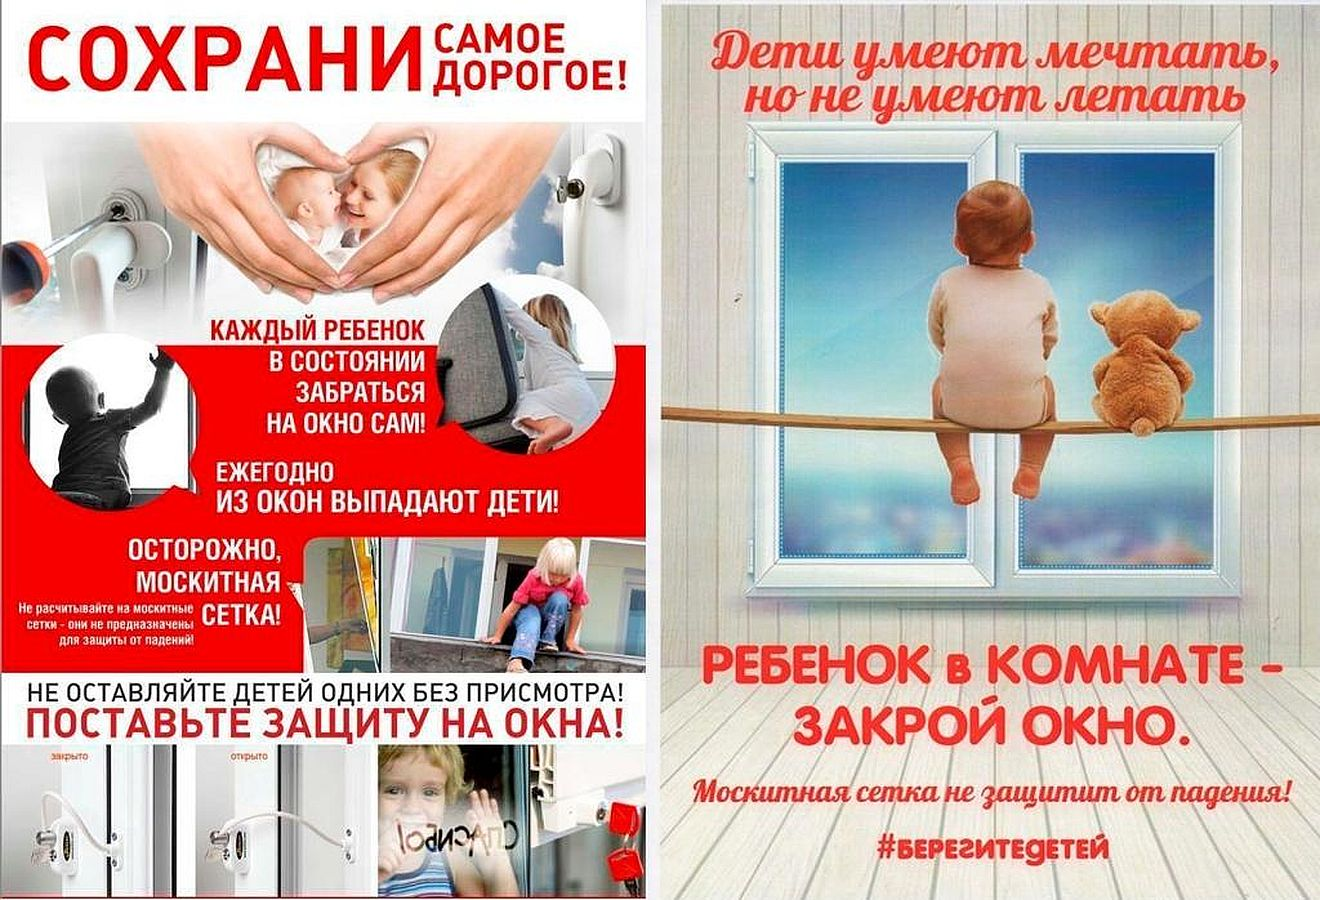 СОХРАНИ САМОЕ
ДОРОГОЕ!
КАЖДЫЙ РЕБЕНОК
В СОСТОЯНИИ
ЗАБРАТЬСЯ
НА ОКНО САМ!
ЕЖЕГОДНО
ИЗ ОКОН ВЫПАДАЮТ ДЕТИ!
ОСТОРОЖНО,
МОСКИТНАЯ
СЕТКА!
Не расчитывайте на москитные
сетки - они не предназначены
для защиты от падений!
НЕ ОСТАВЛЯЙТЕ ДЕТЕЙ ОДНИХ БЕЗ ПРИСМОТРА!
ПОСТАВЬТЕ ЗАЩИТУ НА ОКНА!
закрыто
открыто
СПАСИБО!
Дети умеют мечтать,
но не умеют летать
РЕБЕНОК в КОМНАТЕ –
ЗАКРОЙ ОКНО.
Москитная сетка не защитит от падения!
#БЕРЕГИТЕДЕТЕЙ